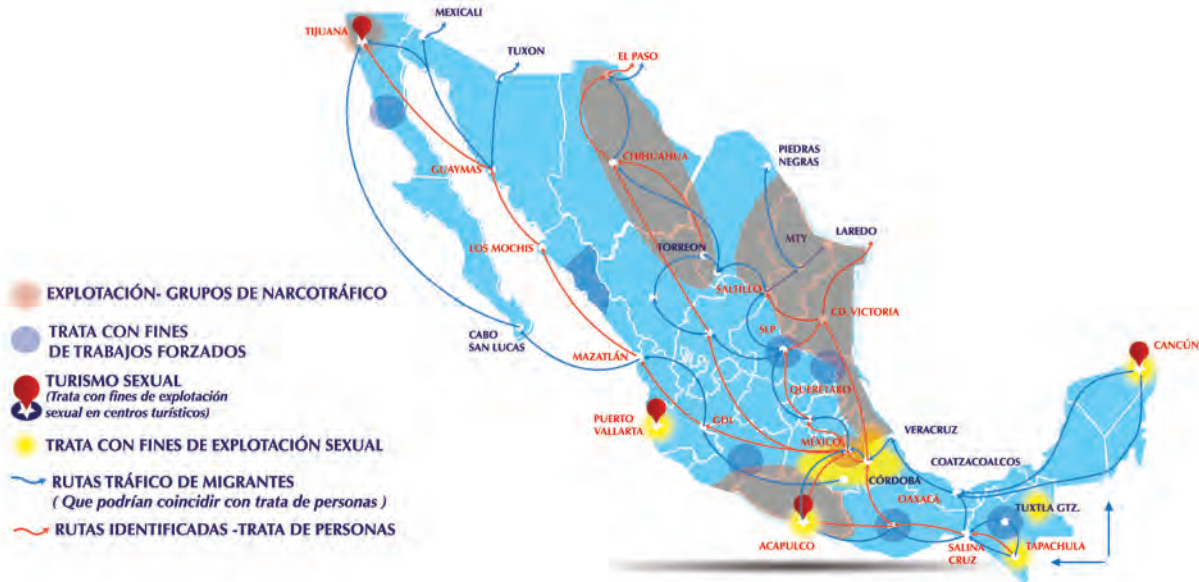 MEXICALI
TIJUANA
TUXON
EL PASO
CHIHUAHUA
PIEDRAS
NEGRAS
GUAYMAS
LAREDO
MTY
TORREON
LOS MOCHIS
SALTILLO
EXPLOTACIÓN- GRUPOS DE NARCOTRÁFICO
CD. VICTORIA
TRATA CON FINES
DE TRABAJOS FORZADOS
SLP
CABO
SAN LUCAS
MAZATLÁN
CANCÚN
TURISMO SEXUAL
(Trata con fines de explotación
sexual en centros turísticos)
QUERETARO
PUERTO
VALLARTA
GDL
TRATA CON FINES DE EXPLOTACIÓN SEXUAL
MÉXICO
VERACRUZ
COATZACOALCOS
RUTAS TRÁFICO DE MIGRANTES
( Que podrían coincidir con trata de personas )
CÓRDOBA
OAXACA
TUXTLA GTZ.
RUTAS IDENTIFICADAS -TRATA DE PERSONAS
ACAPULCO
SALINA
CRUZ
TAPACHULA